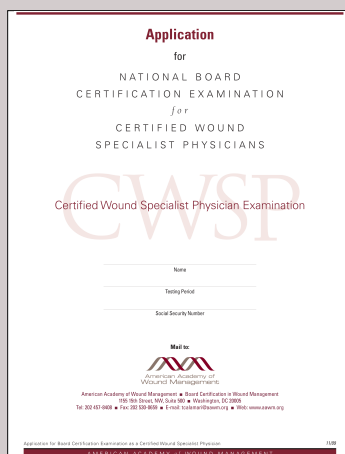 Application
for
NATIONAL BOARD
CERTIFICATION EXAMINATION
for
CERTIFIED WOUND
SPECIALIST PHYSICIANS
CWSP
Certified Wound Specialist Physician Examination
Name
Testing Period
Social Security Number
Mail to:
American Academy of
Wound Management
American Academy of Wound Management ■ Board Certification in Wound Management
1155 15th Street, NW, Suite 500 ■ Washington, DC 20005
Tel: 202 457-8408 ■ Fax: 202 530-0659 ■ E-mail: tcalamari@aawm.org ■ Web: www.aawm.org
Application for Board Certification Examination as a Certified Wound Specialist Physician
AMERICAN ACADEMY of WOUND MANAGEMENT